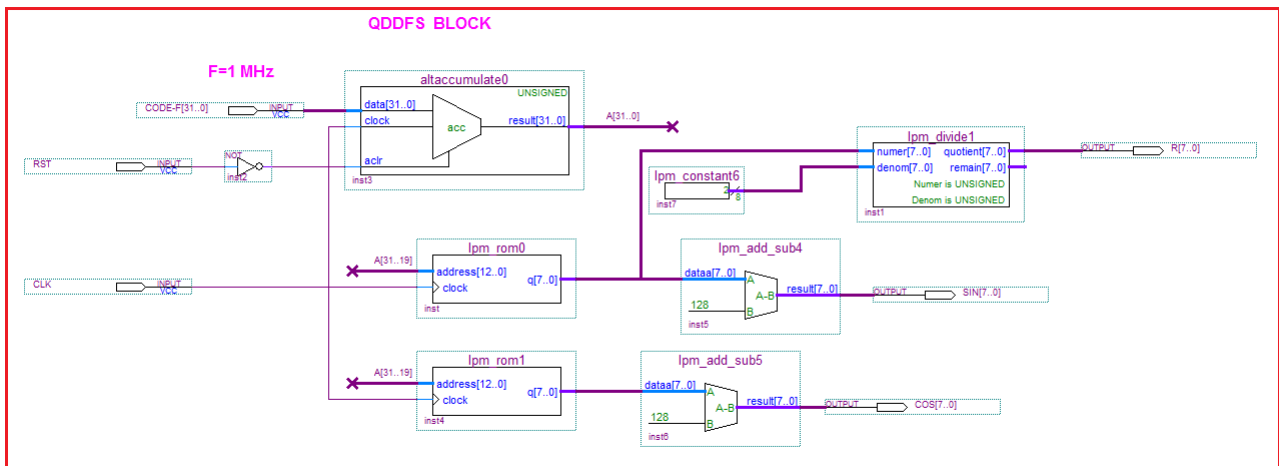 QDDFS BLOCK
F=1 MHz
altaccumulate0
UNSIGNED
CODE-F[31..0]
INPUT
VCC
data[31..0]
clock
acc
result[31..0]
A[31..0]
RST
INPUT
VCC
NOT
inst2
aclr
inst3
lpm_divide1
numer[7..0]
quotient[7..0]
denom[7..0]
remain[7..0]
Numer is UNSIGNED
Denom is UNSIGNED
inst1
OUTPUT
R[7..0]
lpm_constant6
2
8
inst7
lpm_rom0
A[31..19]
address[12..0]
q[7..0]
clock
inst
CLK
INPUT
VCC
lpm_add_sub4
dataa[7..0]
A
A-B
result[7..0]
128
B
inst5
OUTPUT
SIN[7..0]
lpm_rom1
A[31..19]
address[12..0]
q[7..0]
clock
inst4
lpm_add_sub5
dataa[7..0]
A
A-B
result[7..0]
128
B
inst6
OUTPUT
COS[7..0]